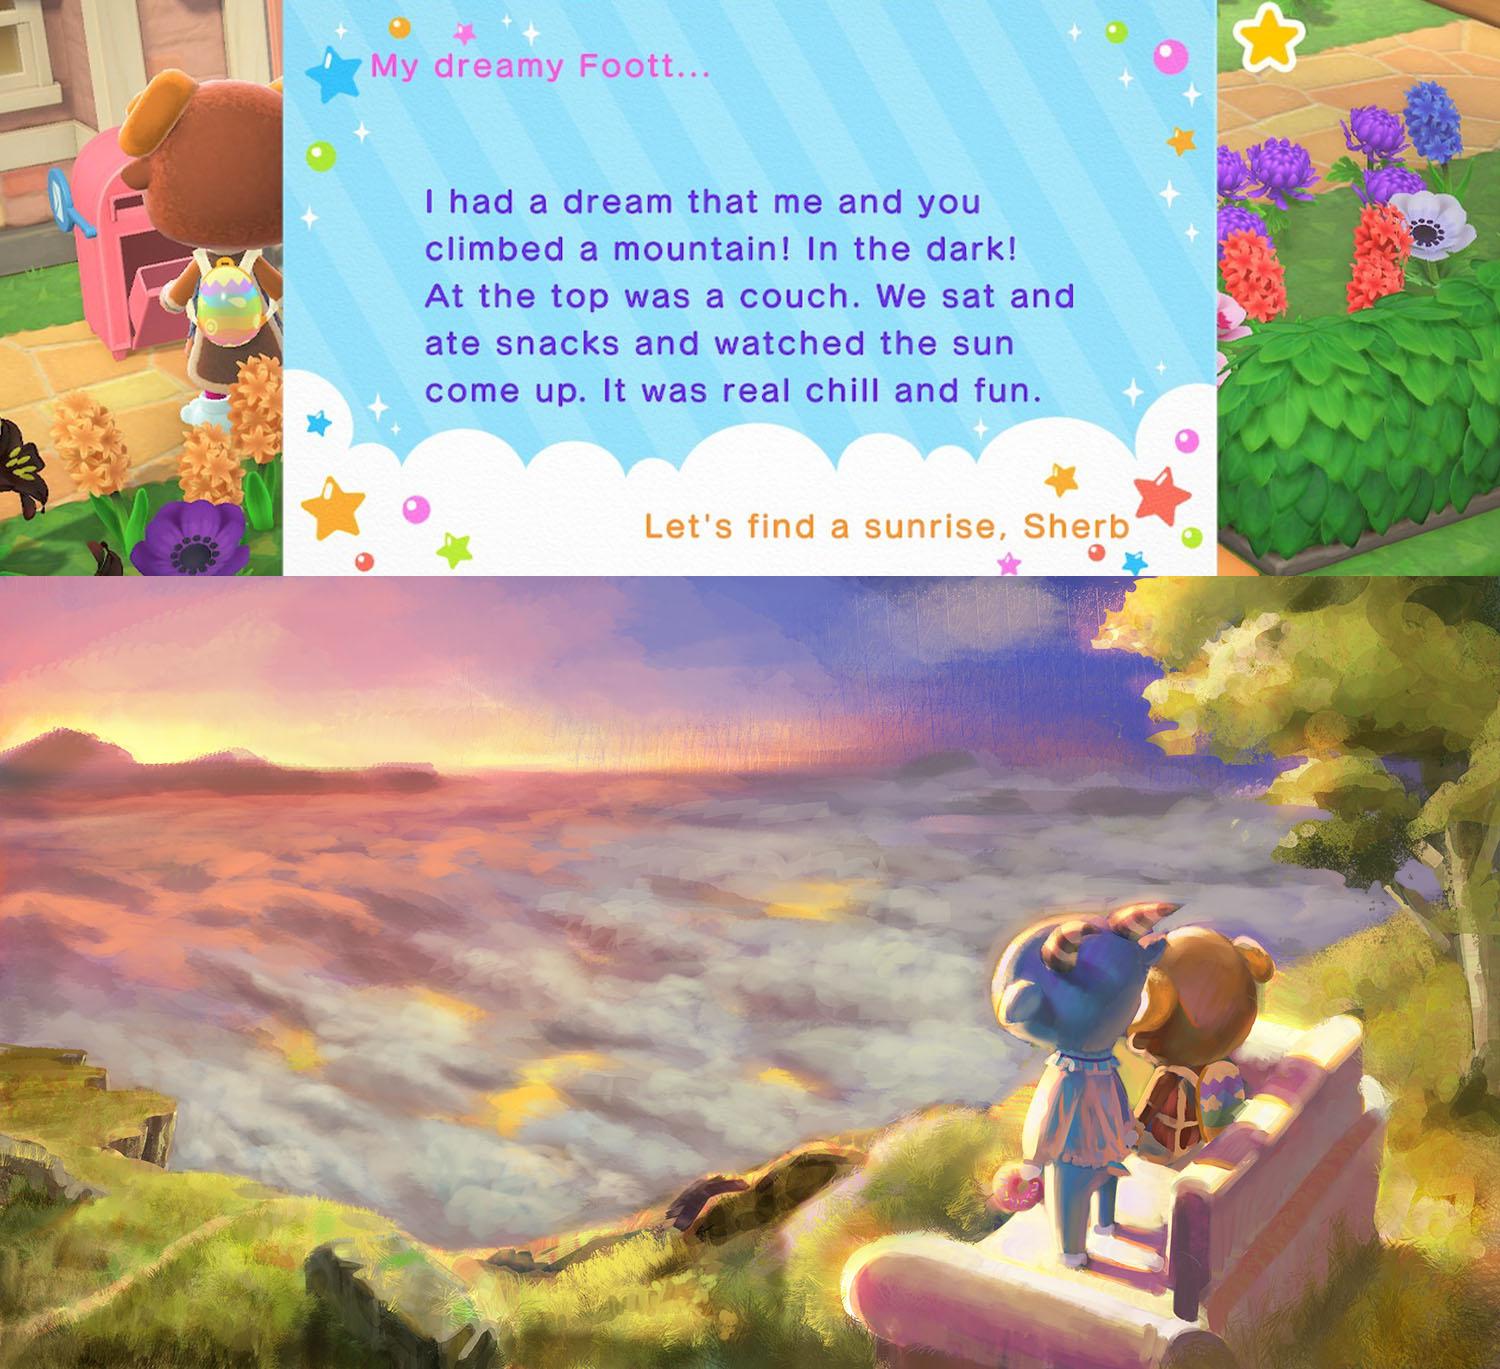 My dreamy Foott...
I had a dream that me and you
climbed a mountain! In the dark!
At the top was a couch. We sat and
ate snacks and watched the sun
come up. It was real chill and fun.
Let's find a sunrise, Sherb